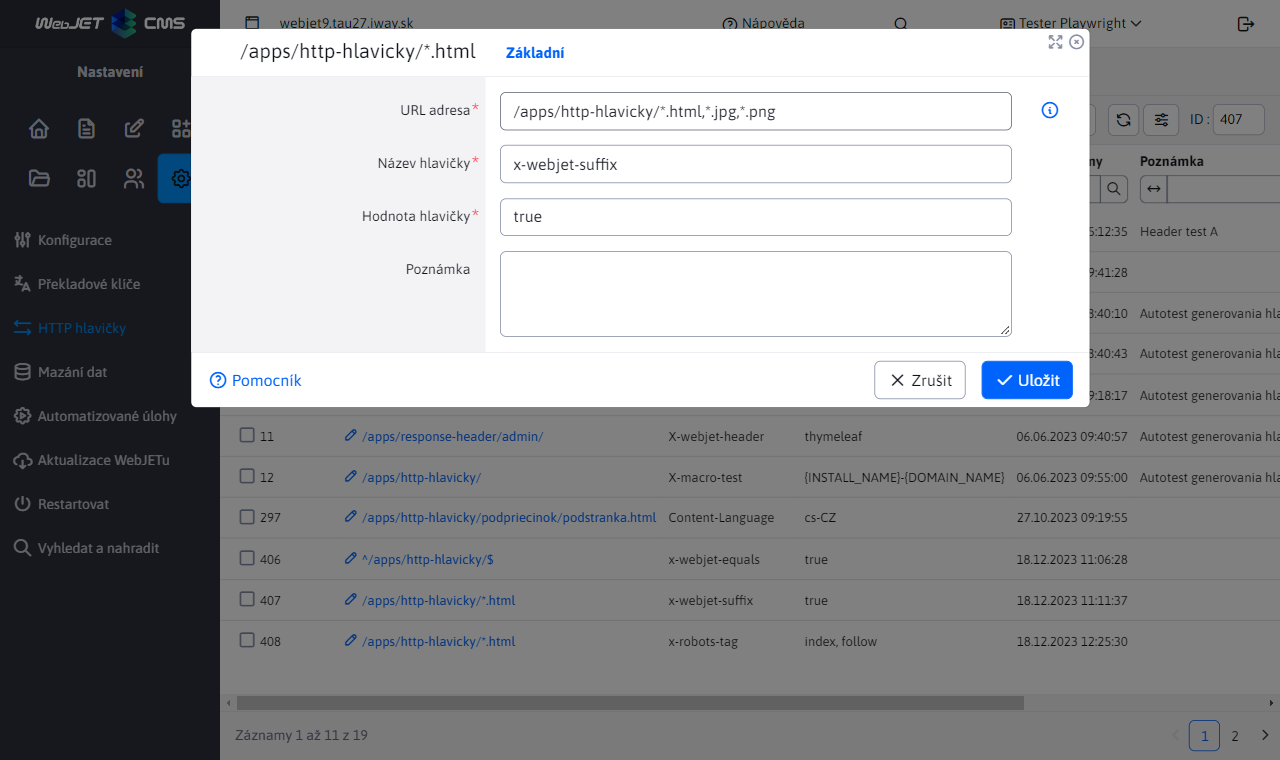 WebJET CMS
webjet9.tau27.iway.sk
Nápověda
Tester Playwright
Nastavení
Konfigurace
Překladové klíče
HTTP hlavičky
Mazání dat
Automatizované úlohy
Aktualizace WebJETu
Restartovat
Vyhledat a nahradit
/apps/http-hlavicky/*.html
Základní
URL adresa*
/apps/http-hlavicky/*.html,*.jpg,*.png
Název hlavičky*
x-webjet-suffix
Hodnota hlavičky*
true
Poznámka
Pomocník
Zrušit
Uložit
ID :
407
ny
Poznámka
5:12:35 Header test A
9:41:28
8:40:10 Autotest generovania hla
8:40:43 Autotest generovania hla
9:18:17 Autotest generovania hla
11 /apps/response-header/admin/ X-webjet-header thymeleaf 06.06.2023 09:40:57 Autotest generovania hla
12 /apps/http-hlavicky/ X-macro-test {INSTALL_NAME}-{DOMAIN_NAME} 06.06.2023 09:55:00 Autotest generovania hla
297 /apps/http-hlavicky/podpriecinok/podstranka.html Content-Language cs-CZ 27.10.2023 09:19:55
406 ^/apps/http-hlavicky/$ x-webjet-equals true 18.12.2023 11:06:28
407 /apps/http-hlavicky/*.html x-webjet-suffix true 18.12.2023 11:11:37
408 /apps/http-hlavicky/*.html x-robots-tag index, follow 18.12.2023 12:25:30
Záznamy 1 až 11 z 19
1 2